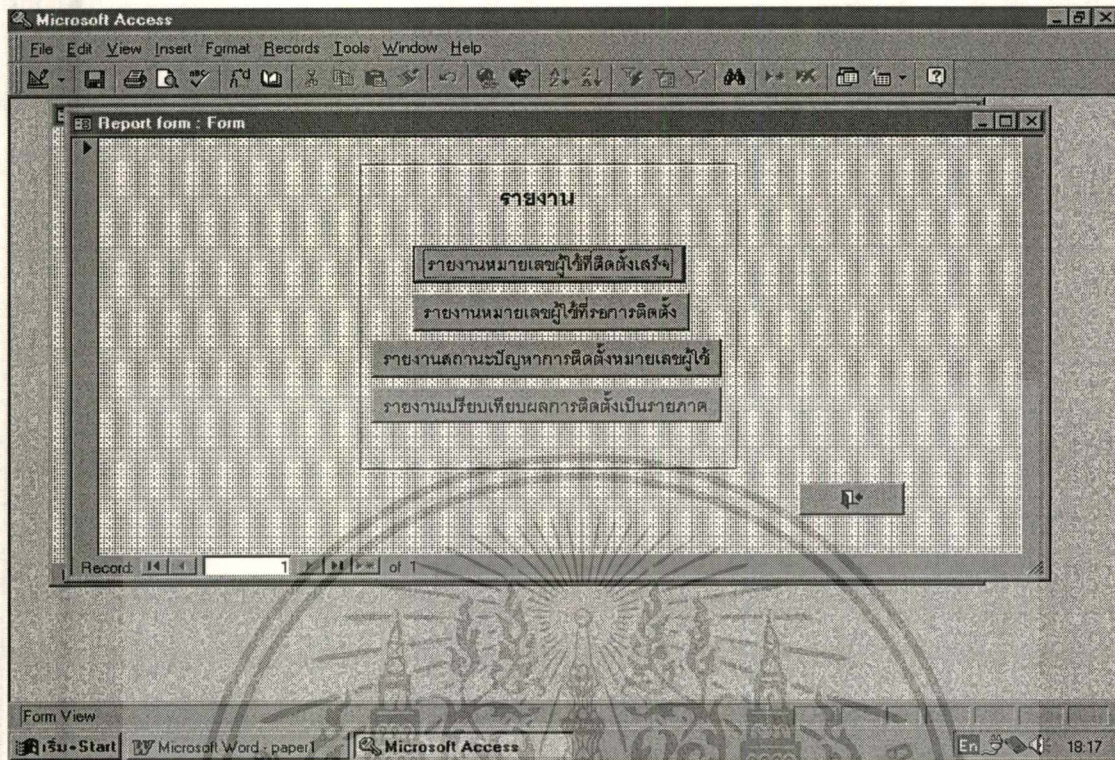 Microsoft Access
File Edit View Insert Format Records Tools Window Help
Report form : Form
รายงาน
รายงานหมายเลขผู้ใช้ที่ติดตั้งเสร็จ
รายงานหมายเลขผู้ใช้ที่รอการติดตั้ง
รายงานสถานะปัญหาการติดตั้งหมายเลขผู้ใช้
รายงานเปรียบเทียบผลการติดตั้งเป็นรายภาค
Record: 1 of 1
Form View
เริ่ม Start Microsoft Word - paper1 Microsoft Access En 18:17